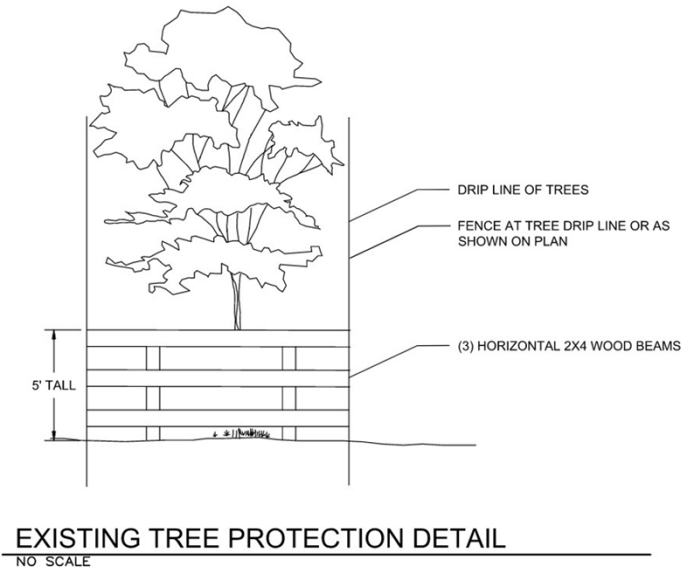 DRIP LINE OF TREES
FENCE AT TREE DRIP LINE OR AS
SHOWN ON PLAN
(3) HORIZONTAL 2X4 WOOD BEAMS
5' TALL
EXISTING TREE PROTECTION DETAIL
NO SCALE